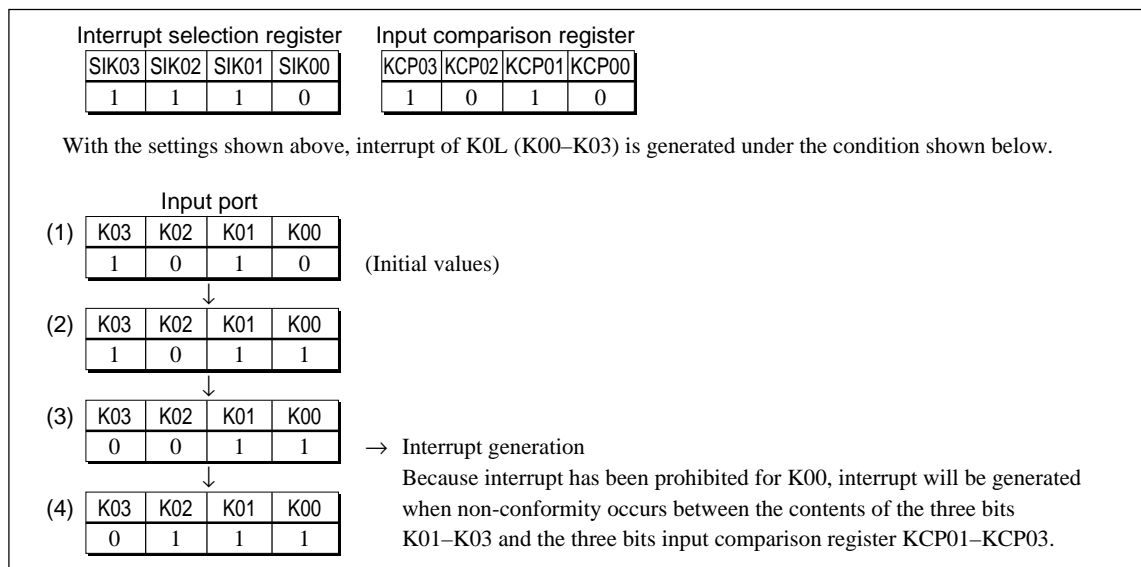 Interrupt selection register Input comparison register
SIK03 SIK02 SIK01 SIK00 KCP03 KCP02 KCP01 KCP00
1 1 1 0 1 0 1 0
With the settings shown above, interrupt of K0L (K00–K03) is generated under the condition shown below.
Input port
(1) K03 K02 K01 K00
1 0 1 0 (Initial values)
↓
(2) K03 K02 K01 K00
1 0 1 1
↓
(3) K03 K02 K01 K00
0 0 1 1 → Interrupt generation
↓ Because interrupt has been prohibited for K00, interrupt will be generated
(4) K03 K02 K01 K00 when non-conformity occurs between the contents of the three bits
0 1 1 1 K01–K03 and the three bits input comparison register KCP01–KCP03.